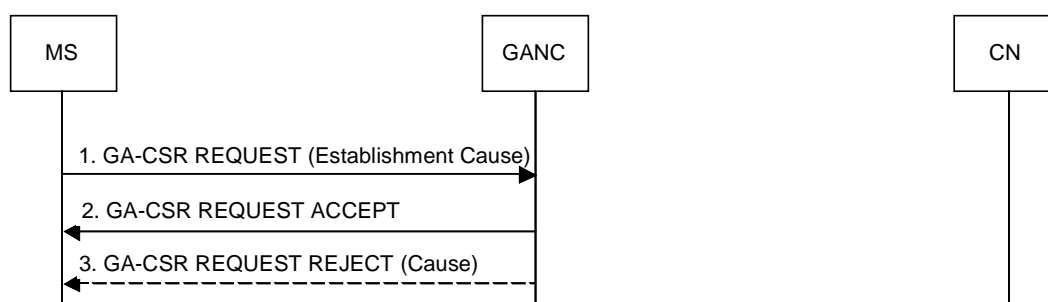 MS
GANC
CN
1. GA-CSR REQUEST (Establishment Cause)
2. GA-CSR REQUEST ACCEPT
3. GA-CSR REQUEST REJECT (Cause)